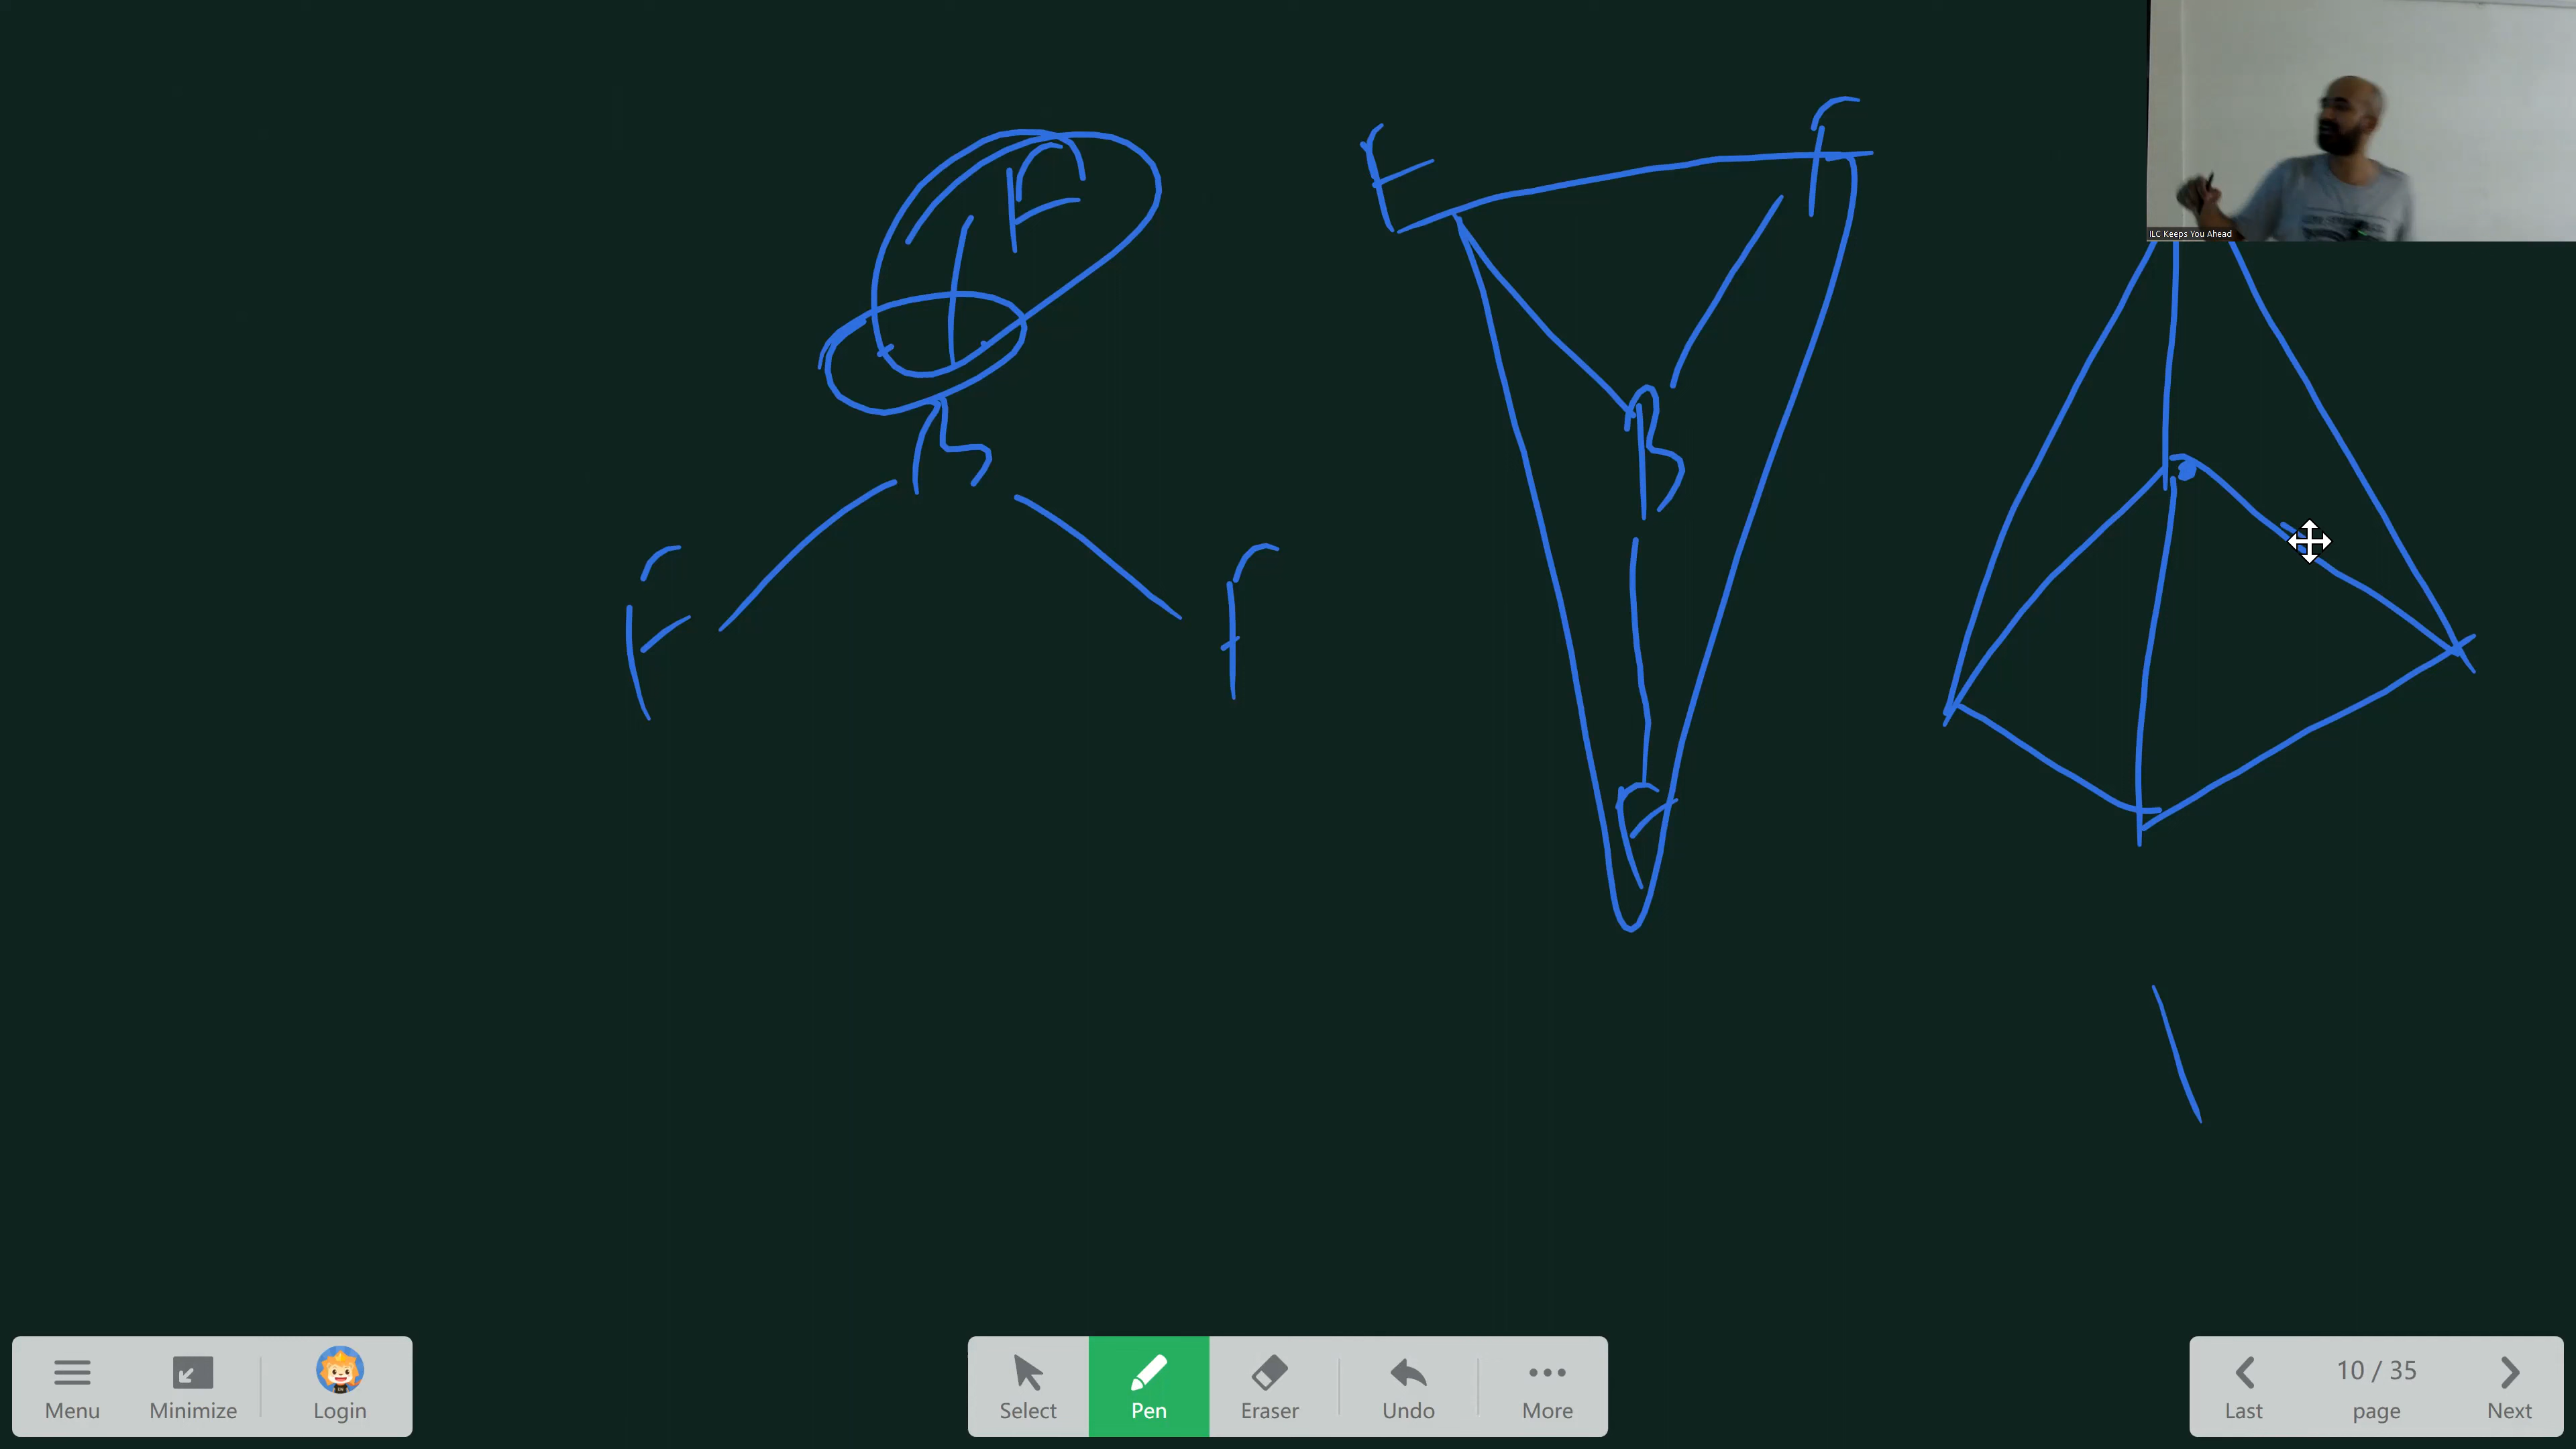 F
B
F
F
F
F
B
F
ILC Keeps You Ahead
Menu
Minimize
Login
Select
Pen
Eraser
Undo
More
Last
10 / 35
page
Next